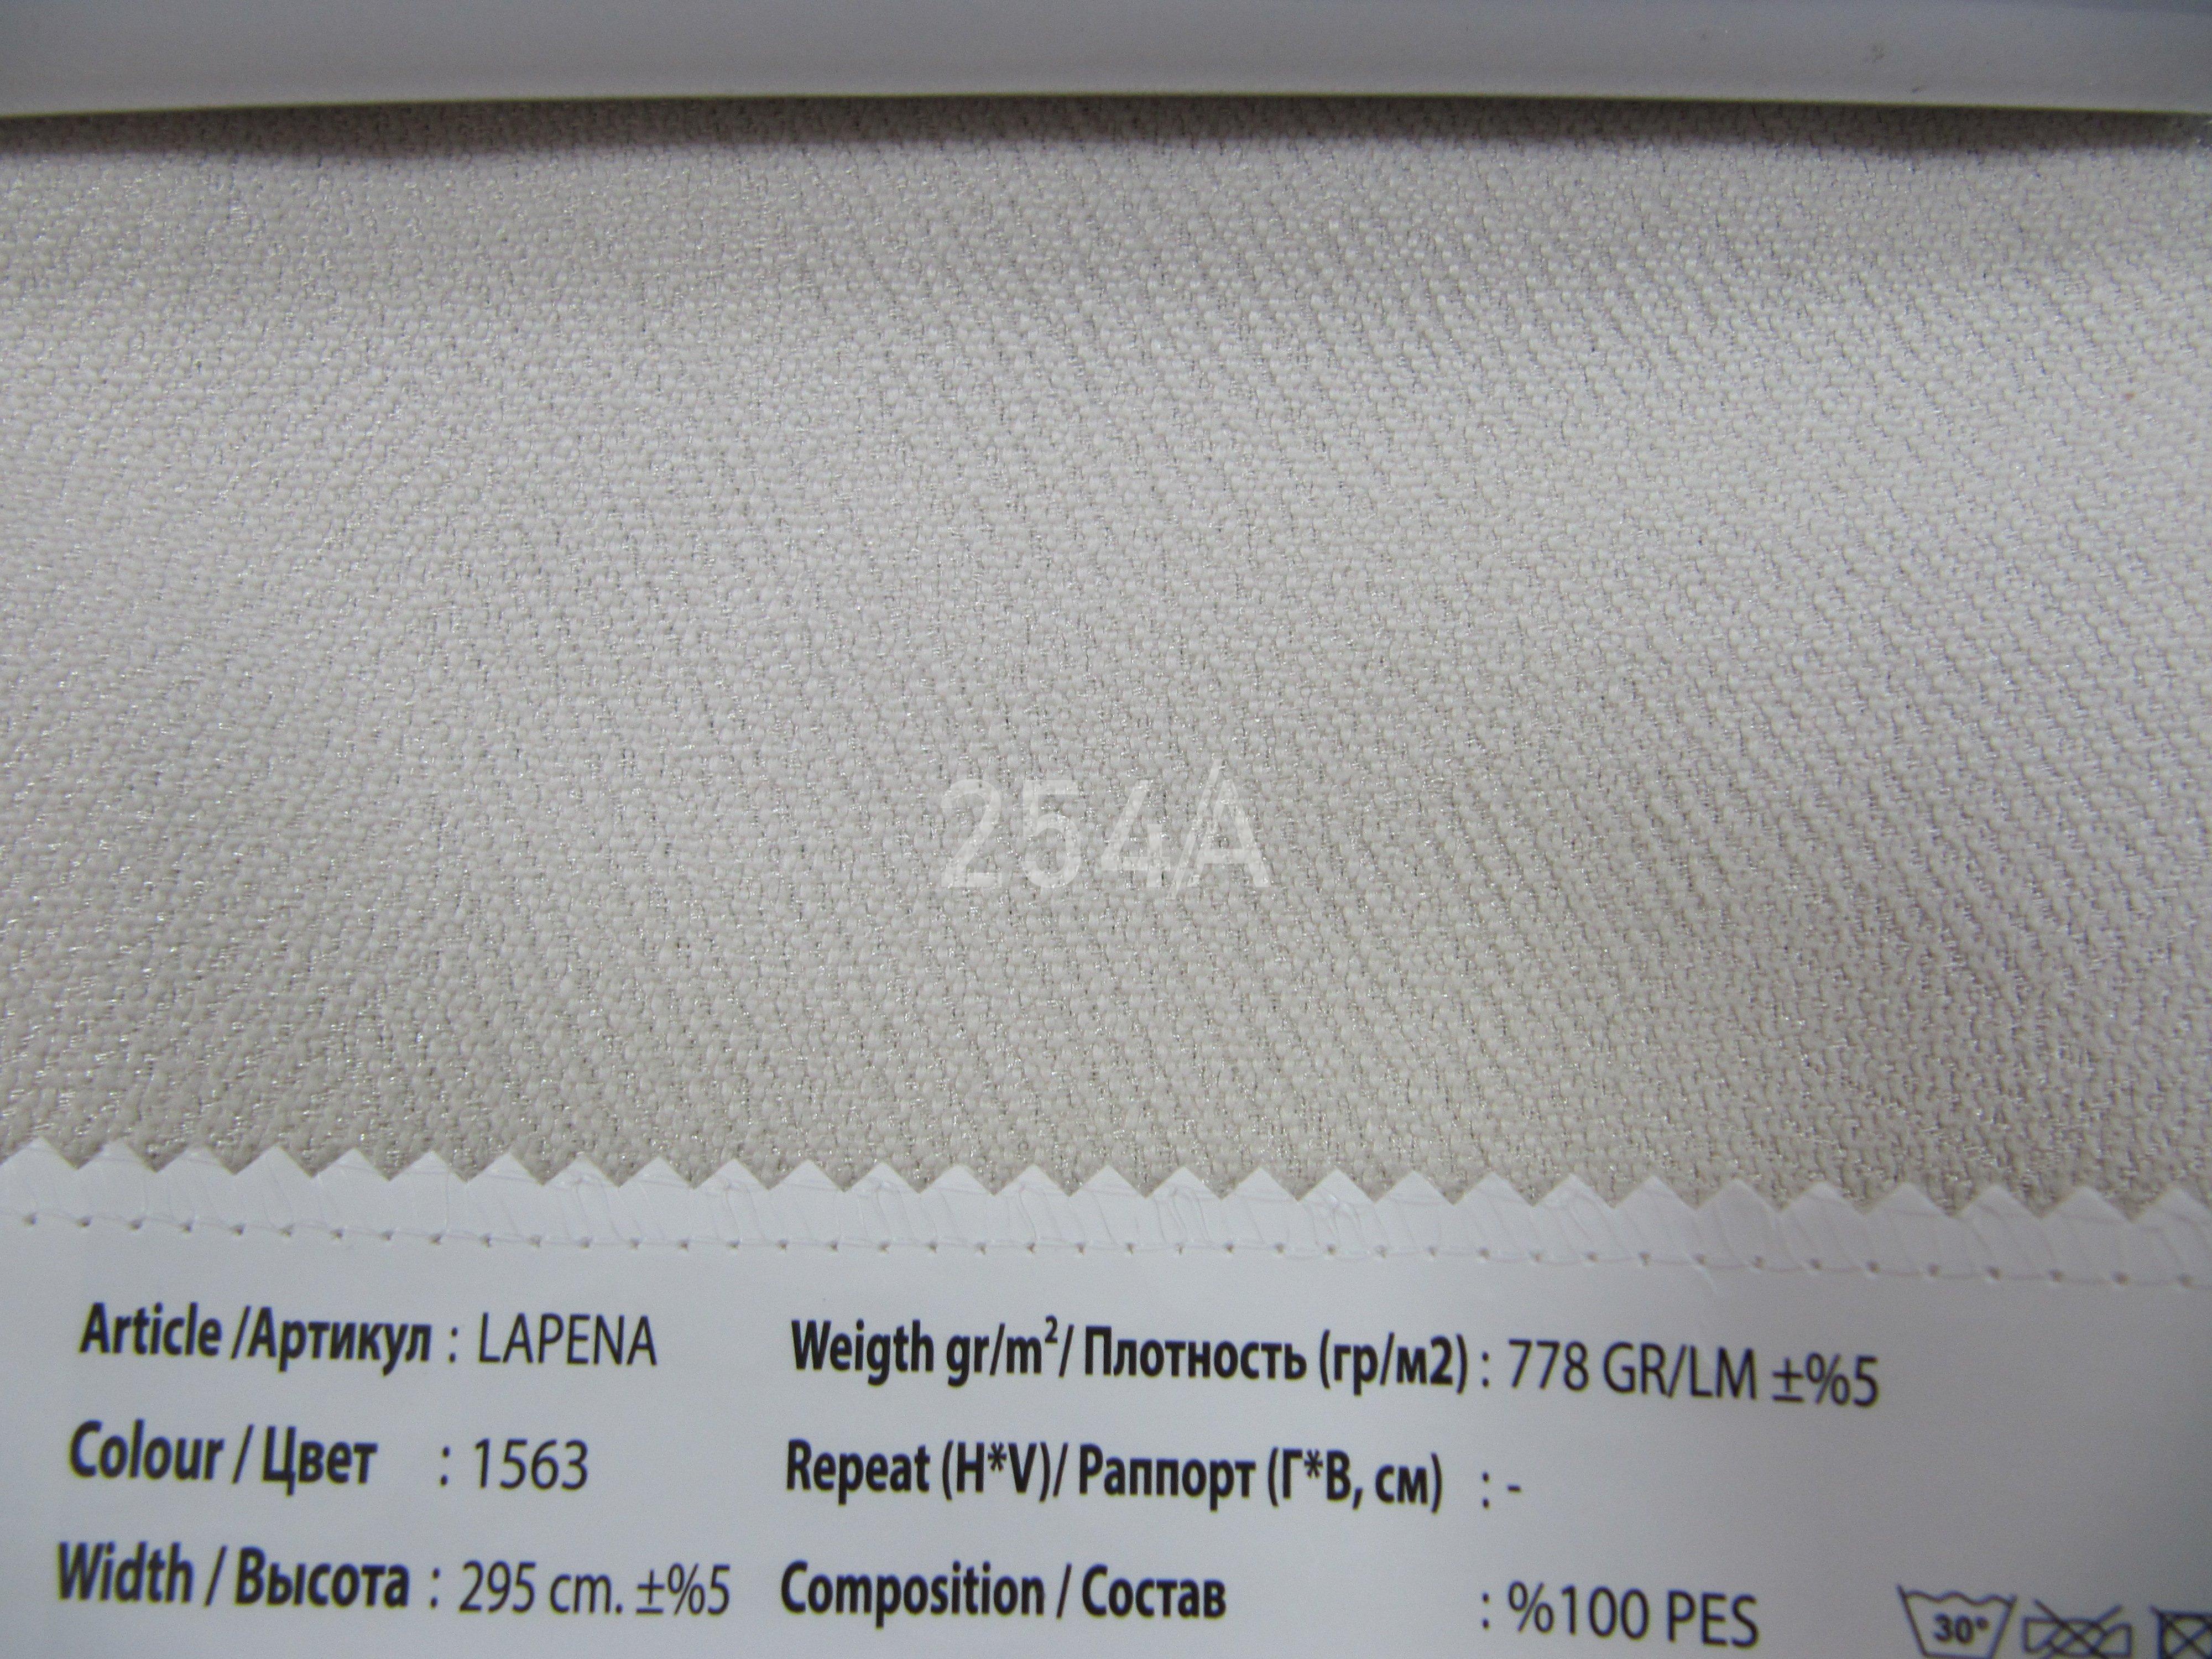 254A
Article /Артикул : LAPENA
Colour / Цвет : 1563
Width / Высота : 295 cm. ±%5
Weigth gr/m²/ Плотность (гр/м2) : 778 GR/LM ±%5
Repeat (H*V)/ Раппорт (Г*В, см) : -
Composition / Состав : %100 PES
30°